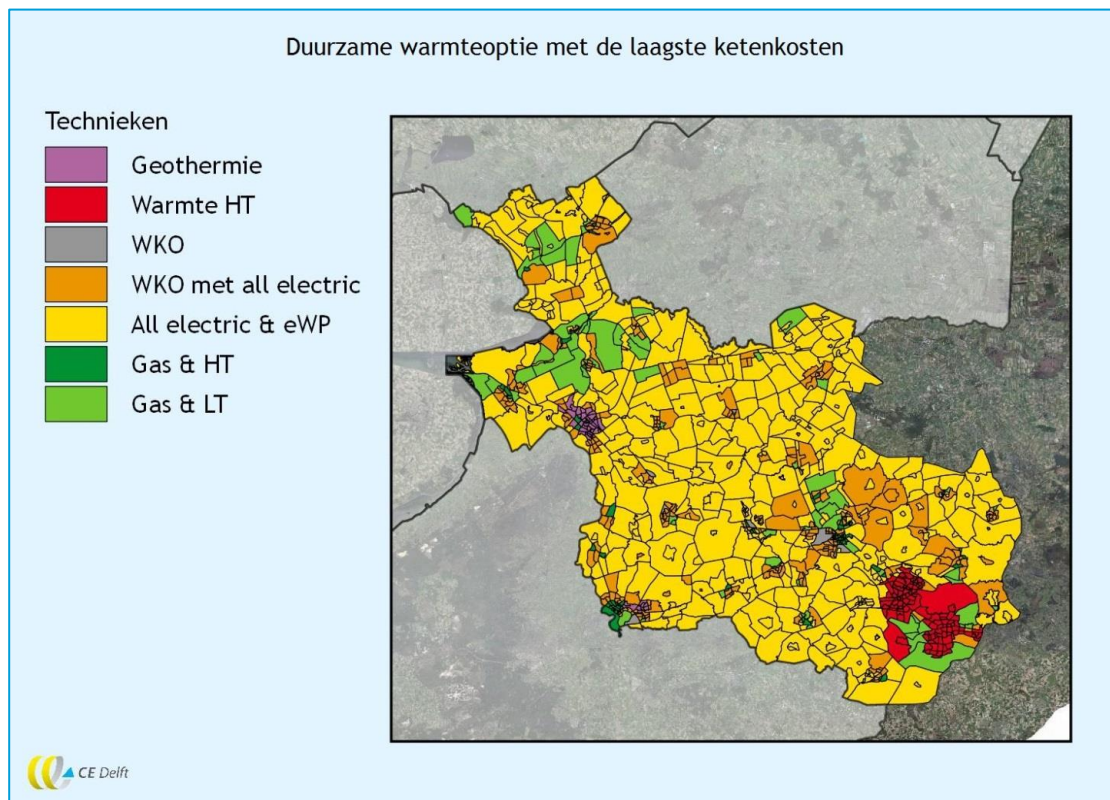 Duurzame warmteoptie met de laagste ketenkosten
Technieken
Geothermie
Warmte HT
WKO
WKO met all electric
All electric & eWP
Gas & HT
Gas & LT
CE Delft